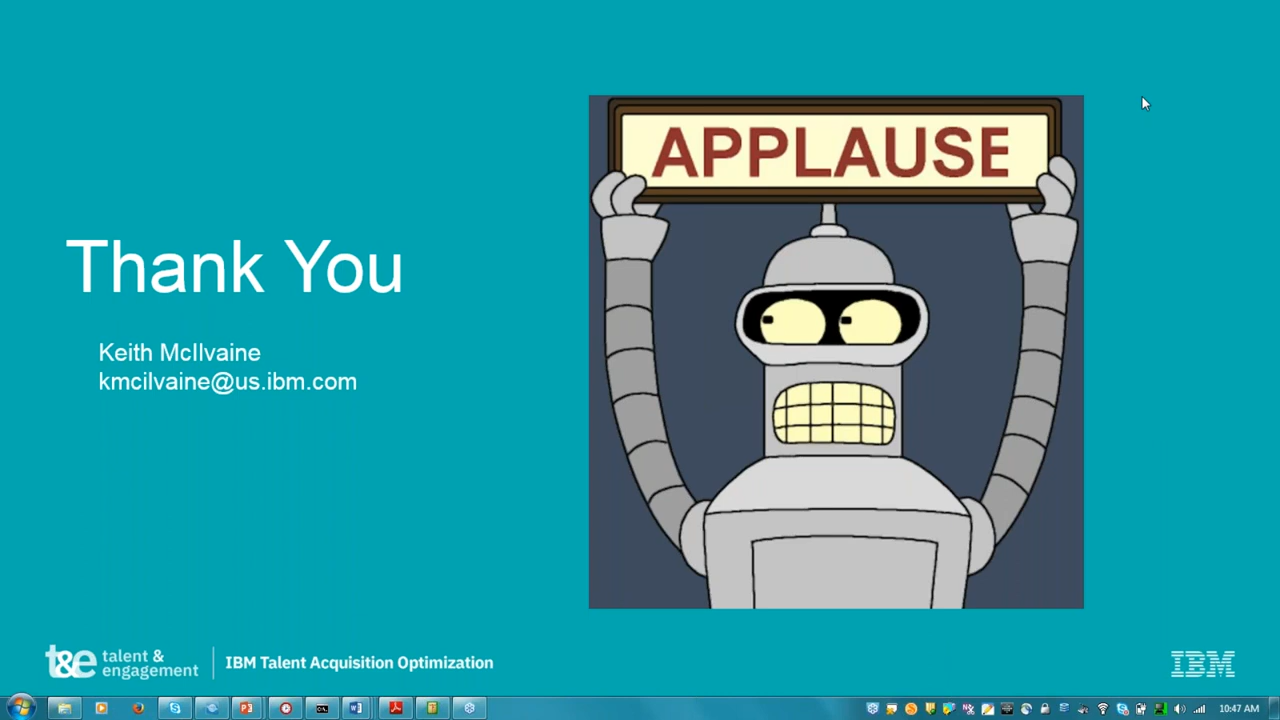 APPLAUSE
Thank You
Keith McIlvaine
kmcilvaine@us.ibm.com
t&e talent &
engagement
IBM Talent Acquisition Optimization
IBM
10:47 AM